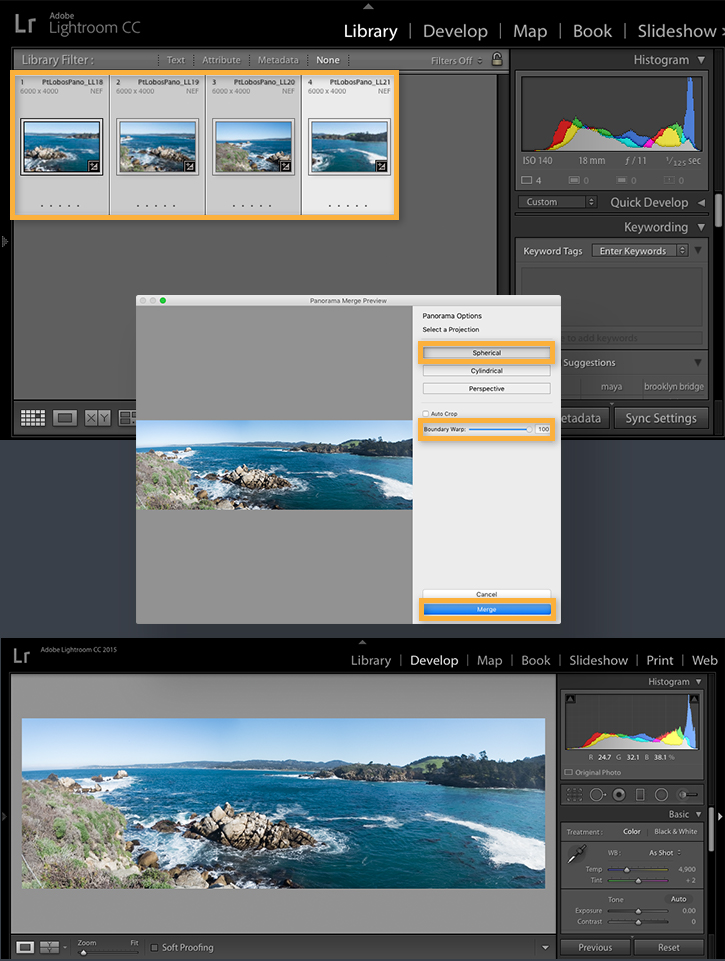 Lr Adobe Lightroom CC
Library | Develop | Map | Book | Slideshow
Library Filter : Text Attribute Metadata None Filters Off
Histogram
1 PtLobosPano_LL18
6000 x 4000 NEF
2 PtLobosPano_LL19
6000 x 4000 NEF
3 PtLobosPano_LL20
6000 x 4000 NEF
4 PtLobosPano_LL21
6000 x 4000 NEF
ISO 140 18 mm ƒ / 11 1/125 sec
4 0 0 0
Custom Quick Develop
Keywording
Keyword Tags Enter Keywords
to add keywords
Suggestions
maya brooklyn bridge
X Y
etadata Sync Settings
Panorama Merge Preview
Panorama Options
Select a Projection
Spherical
Cylindrical
Perspective
Auto Crop
Boundary Warp: 100
Cancel
Merge
Lr Adobe Lightroom CC 2015
Library | Develop | Map | Book | Slideshow | Print | Web
Histogram
R 24.7 G 32.1 B 38.1 %
Original Photo
Basic
Treatment : Color | Black & White
WB : As Shot
Temp 4,900
Tint + 2
Tone Auto
Exposure 0.00
Contrast 0
Y Y Zoom Fit Soft Proofing
Previous Reset